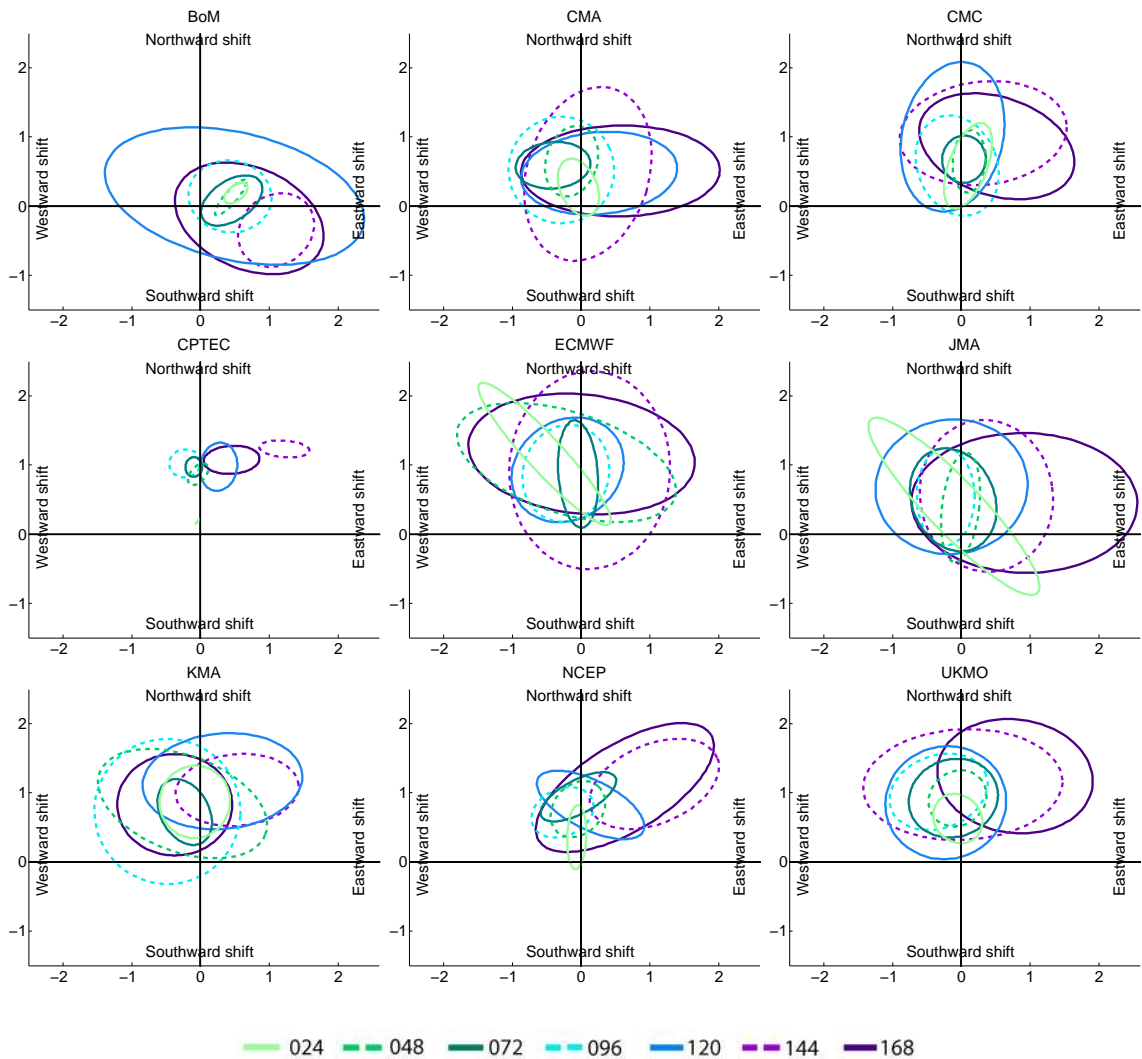 BoM CMA CMC
Northward shift Northward shift Northward shift
2 2 2
1 1 1
Westward shift Eastward shift Westward shift Eastward shift Westward shift Eastward shift
0 0 0
−1 −1 −1
Southward shift Southward shift Southward shift
−2 −1 0 1 2 −2 −1 0 1 2 −2 −1 0 1 2
CPTEC ECMWF JMA
Northward shift Northward shift Northward shift
2 2 2
1 1 1
Westward shift Eastward shift Westward shift Eastward shift Westward shift Eastward shift
0 0 0
−1 −1 −1
Southward shift Southward shift Southward shift
−2 −1 0 1 2 −2 −1 0 1 2 −2 −1 0 1 2
KMA NCEP UKMO
Northward shift Northward shift Northward shift
2 2 2
1 1 1
Westward shift Eastward shift Westward shift Eastward shift Westward shift Eastward shift
0 0 0
−1 −1 −1
Southward shift Southward shift Southward shift
−2 −1 0 1 2 −2 −1 0 1 2 −2 −1 0 1 2
024 048 072 096 120 144 168